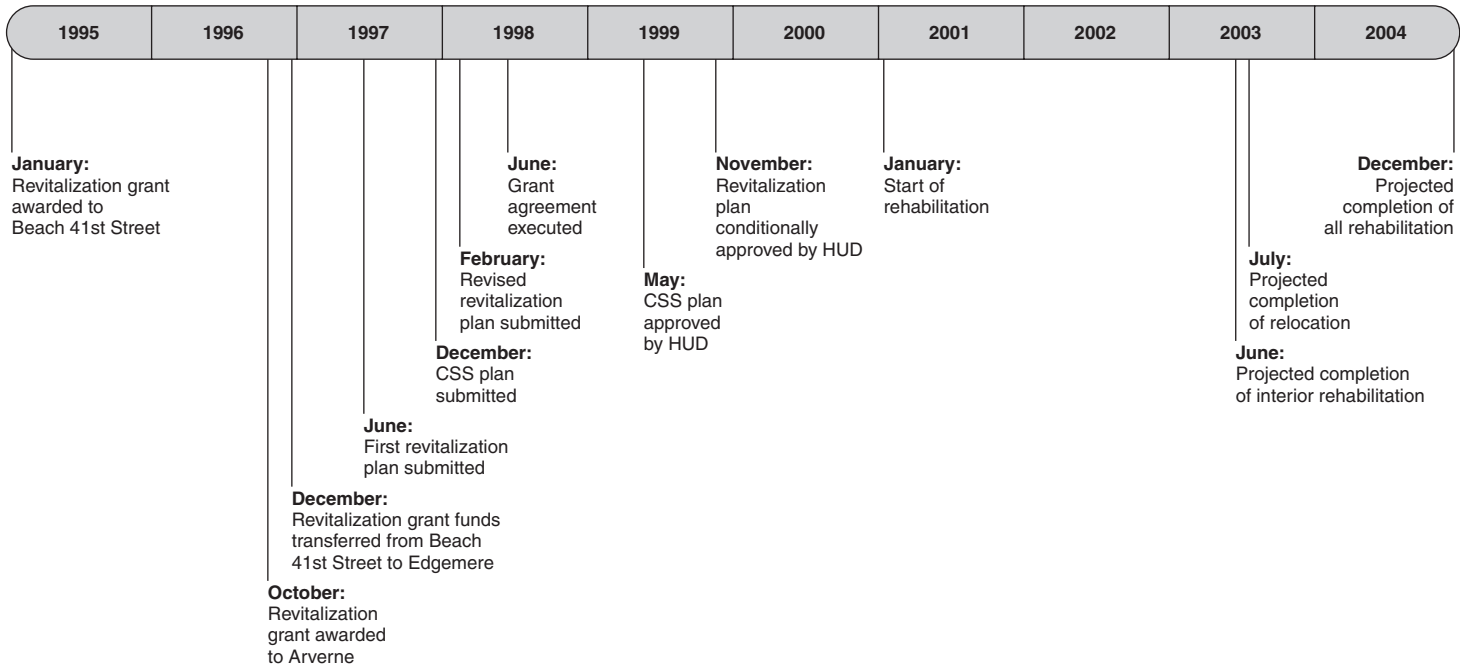 1995
1996
1997
1998
1999
2000
2001
2002
2003
2004
January:
Revitalization grant
awarded to
Beach 41st Street
October:
Revitalization
grant awarded
to Arverne
December:
Revitalization grant funds
transferred from Beach
41st Street to Edgemere
June:
First revitalization
plan submitted
December:
CSS plan
submitted
February:
Revised
revitalization
plan submitted
June:
Grant
agreement
executed
May:
CSS plan
approved
by HUD
November:
Revitalization
plan
conditionally
approved by HUD
January:
Start of
rehabilitation
June:
Projected completion
of interior rehabilitation
July:
Projected
completion
of relocation
December:
Projected
completion of
all rehabilitation